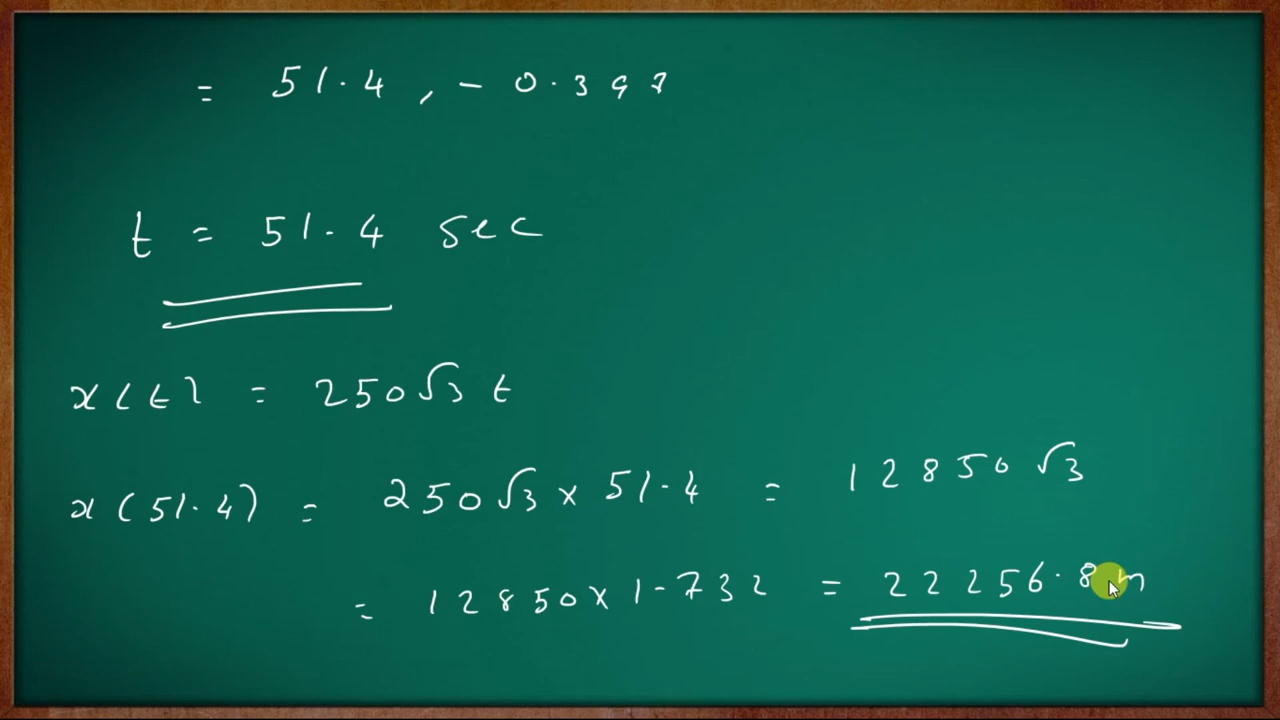 = 51.4 , - 0.397
t = 51.4 sec
x(t) = 250√3 t
x(51.4) = 250√3 x 51.4 = 12850√3
= 12850 x 1.732 = 22256.8 m